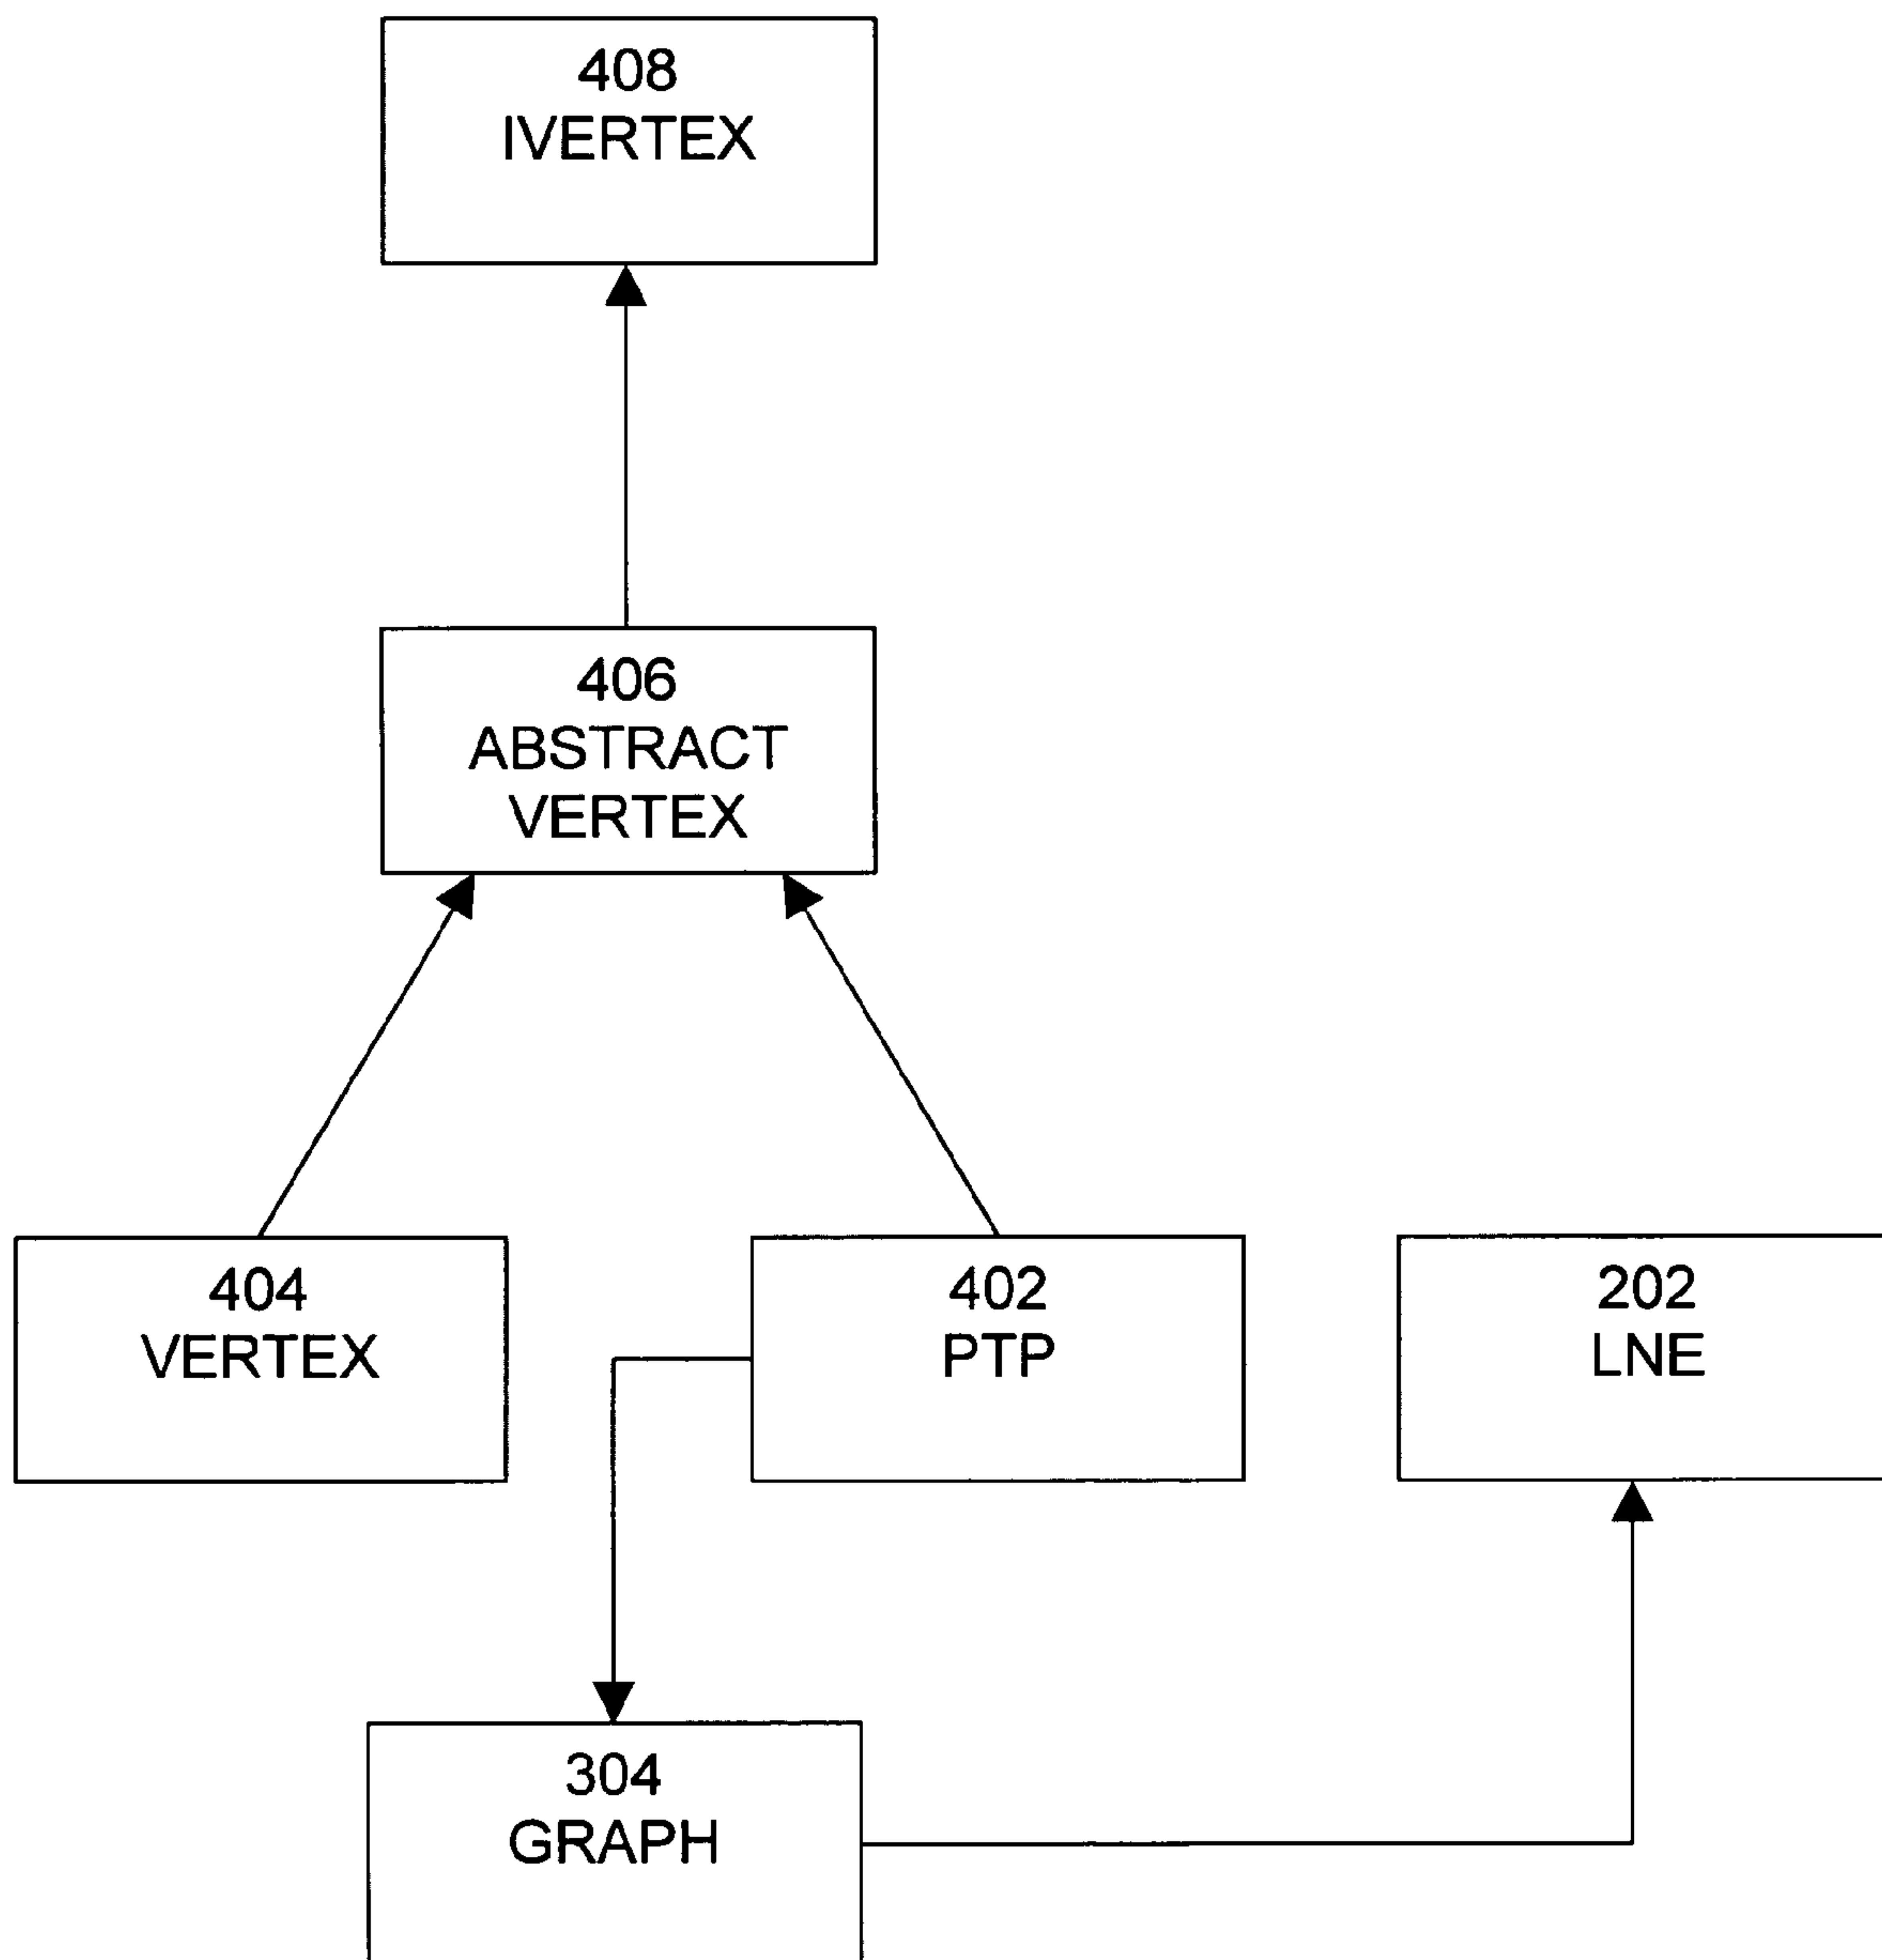 408
IVERTEX
406
ABSTRACT
VERTEX
404
VERTEX
402
PTP
202
LNE
304
GRAPH